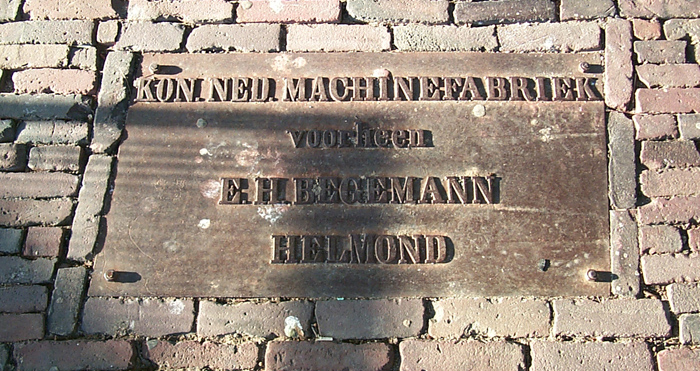 KON. NED. MACHINEFABRIEK
voorheen
E. H. BEGEMANN
HELMOND